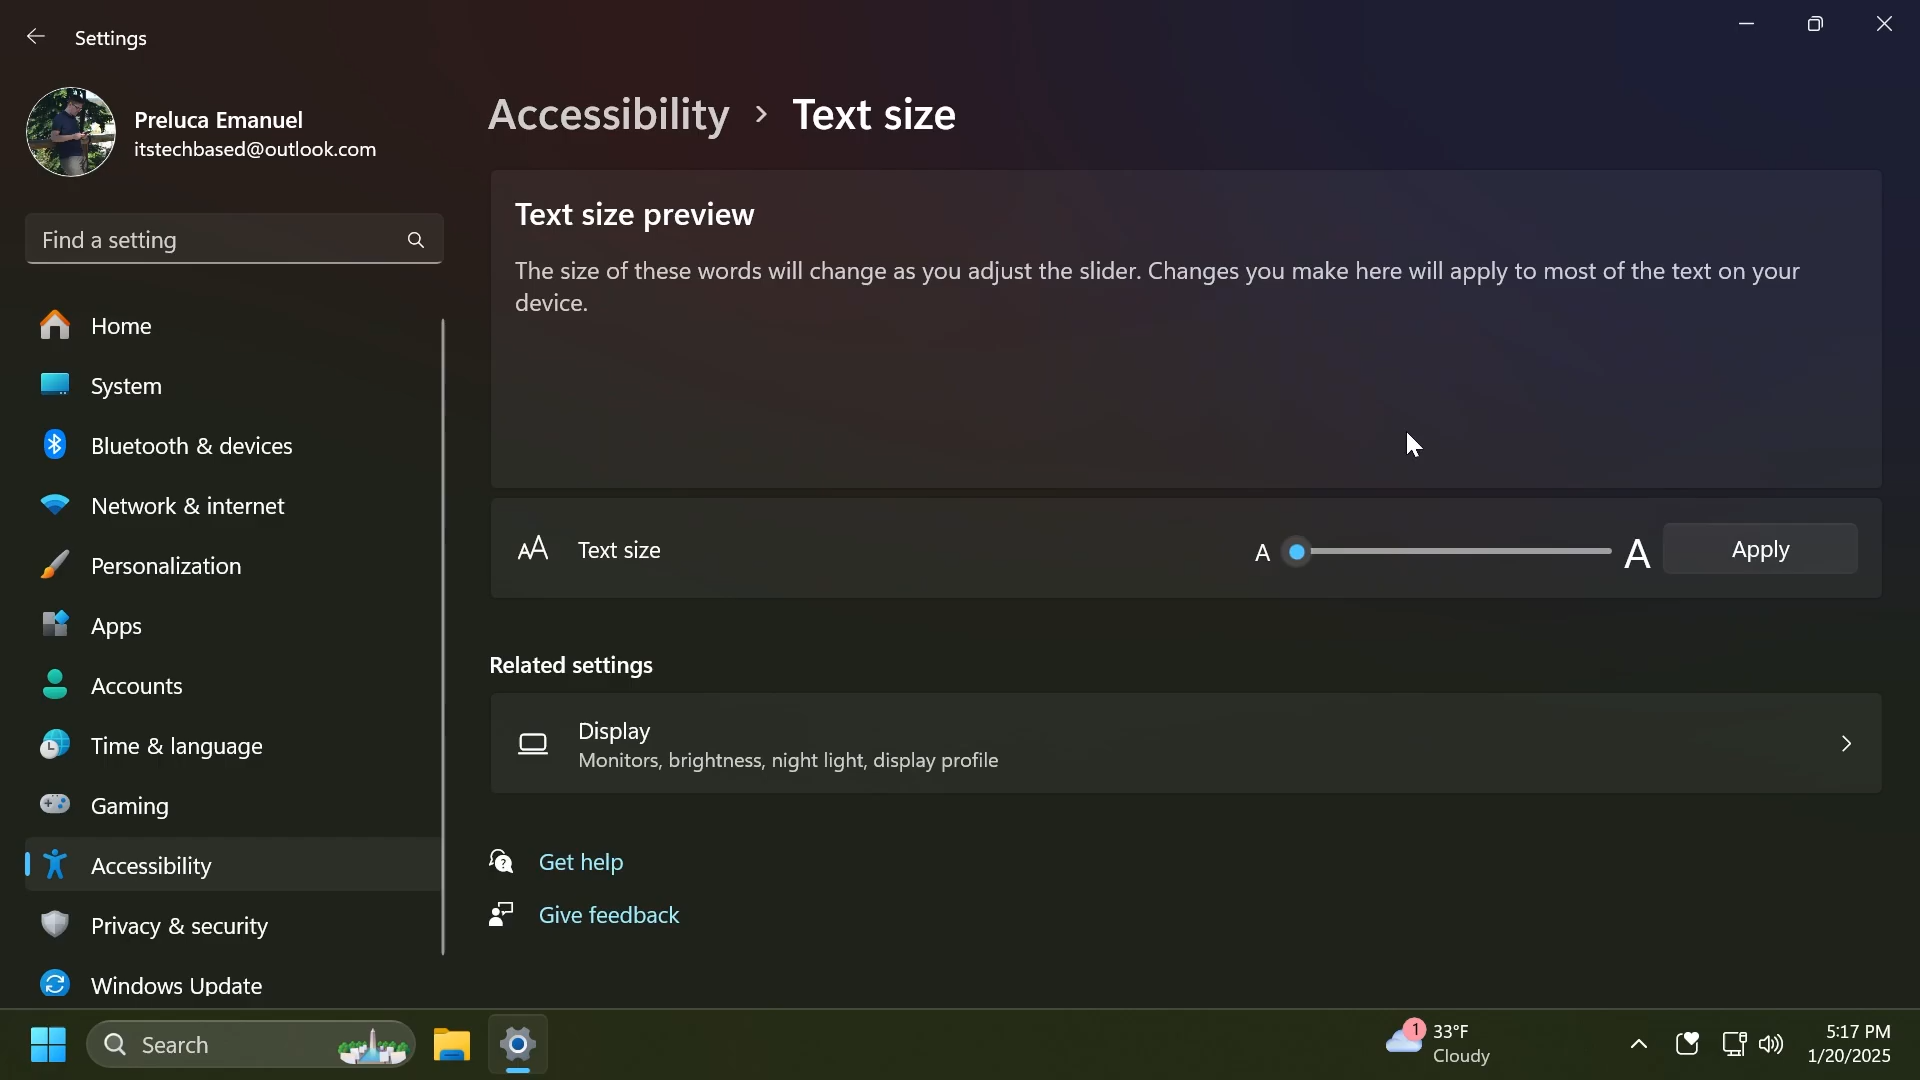 Settings
Preluca Emanuel
itstechbased@outlook.com
Find a setting
Home
System
Bluetooth & devices
Network & internet
Personalization
Apps
Accounts
Time & language
Gaming
Accessibility
Privacy & security
Windows Update
Accessibility > Text size
Text size preview
The size of these words will change as you adjust the slider. Changes you make here will apply to most of the text on your
device.
Text size
A A Apply
Related settings
Display
Monitors, brightness, night light, display profile
Get help
Give feedback
Search
1 33°F
Cloudy
5:17 PM
1/20/2025